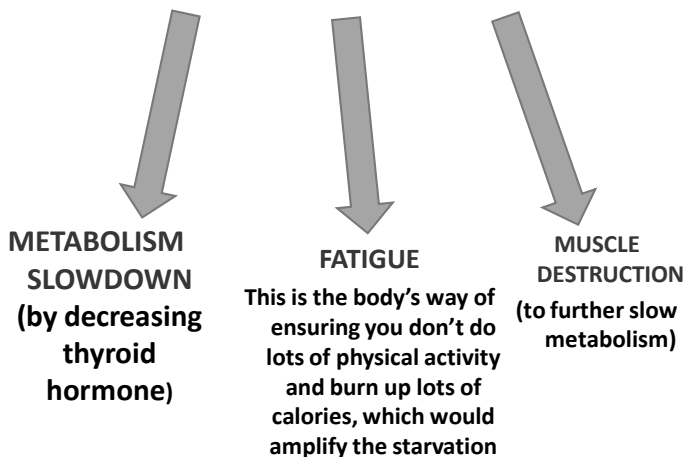 METABOLISM
SLOWDOWN
(by decreasing
thyroid
hormone)
FATIGUE
This is the body’s way of
ensuring you don’t do
lots of physical activity
and burn up lots of
calories, which would
amplify the starvation
MUSCLE
DESTRUCTION
(to further slow
metabolism)